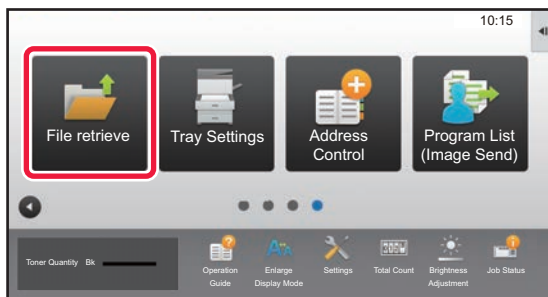 10:15
File retrieve
Tray Settings
Address
Control
Program List
(Image Send)
Toner Quantity Bk
Operation
Guide
Enlarge
Display Mode
Settings
Total Count
Brightness
Adjustment
Job Status